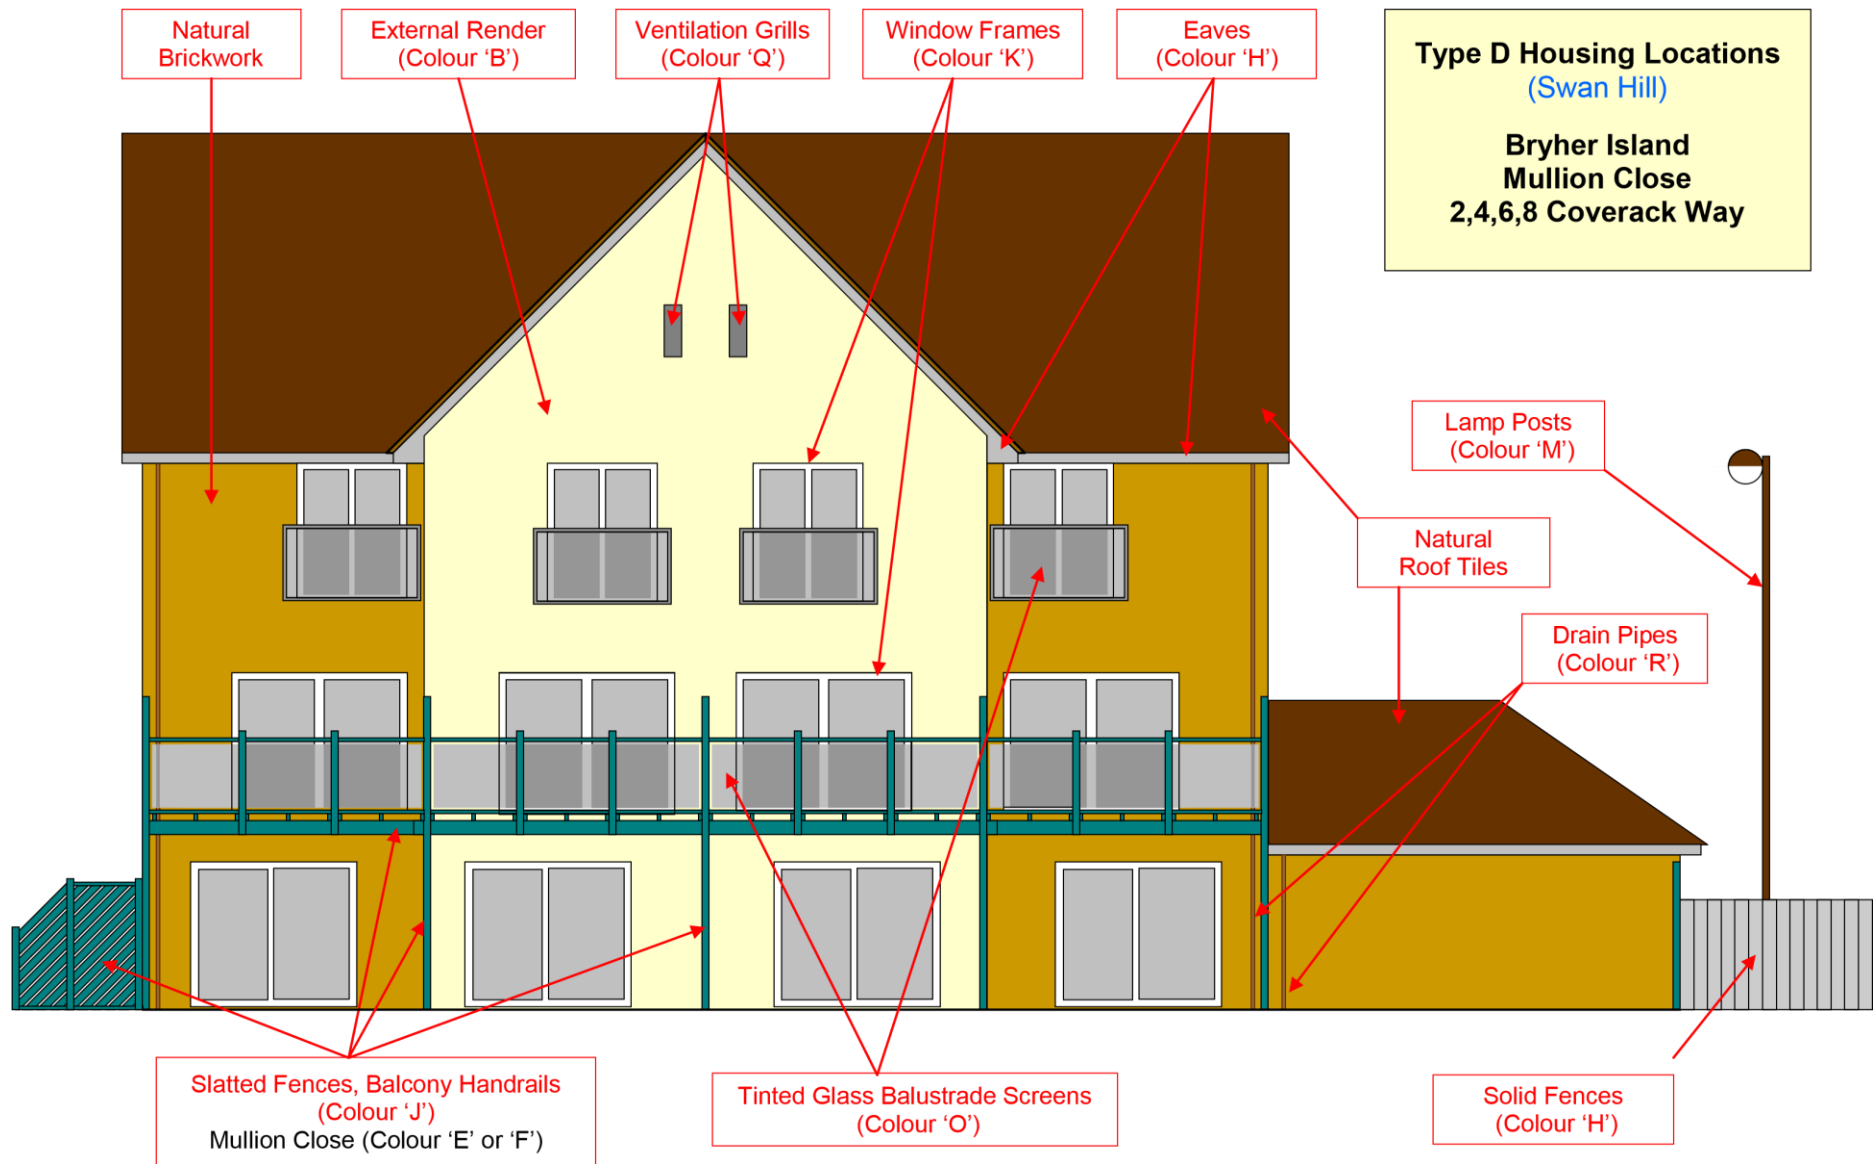 Natural
Brickwork
External Render
(Colour ‘B’)
Ventilation Grills
(Colour ‘Q’)
Window Frames
(Colour ‘K’)
Eaves
(Colour ‘H’)
Type D Housing Locations
(Swan Hill)
Bryher Island
Mullion Close
2,4,6,8 Coverack Way
Lamp Posts
(Colour ‘M’)
Natural
Roof Tiles
Drain Pipes
(Colour ‘R’)
Slatted Fences, Balcony Handrails
(Colour ‘J’)
Mullion Close (Colour ‘E’ or ‘F’)
Tinted Glass Balustrade Screens
(Colour ‘O’)
Solid Fences
(Colour ‘H’)